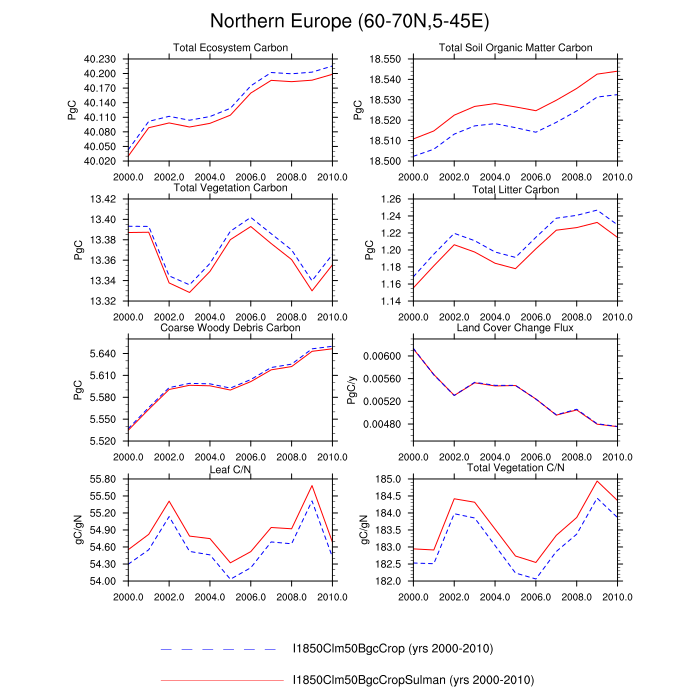 Northern Europe (60-70N,5-45E)
Total Ecosystem Carbon
PgC
40.230
40.200
40.170
40.140
40.110
40.080
40.050
40.020
2000.0 2002.0 2004.0 2006.0 2008.0 2010.0
Total Soil Organic Matter Carbon
PgC
18.550
18.540
18.530
18.520
18.510
18.500
2000.0 2002.0 2004.0 2006.0 2008.0 2010.0
Total Vegetation Carbon
PgC
13.42
13.40
13.38
13.36
13.34
13.32
2000.0 2002.0 2004.0 2006.0 2008.0 2010.0
Total Litter Carbon
PgC
1.26
1.24
1.22
1.20
1.18
1.16
1.14
2000.0 2002.0 2004.0 2006.0 2008.0 2010.0
Coarse Woody Debris Carbon
PgC
5.640
5.610
5.580
5.550
5.520
2000.0 2002.0 2004.0 2006.0 2008.0 2010.0
Land Cover Change Flux
PgC/y
0.00600
0.00560
0.00520
0.00480
2000.0 2002.0 2004.0 2006.0 2008.0 2010.0
Leaf C/N
gC/gN
55.80
55.50
55.20
54.90
54.60
54.30
54.00
2000.0 2002.0 2004.0 2006.0 2008.0 2010.0
Total Vegetation C/N
gC/gN
185.0
184.5
184.0
183.5
183.0
182.5
182.0
2000.0 2002.0 2004.0 2006.0 2008.0 2010.0
I1850Clm50BgcCrop (yrs 2000-2010)
I1850Clm50BgcCropSulman (yrs 2000-2010)